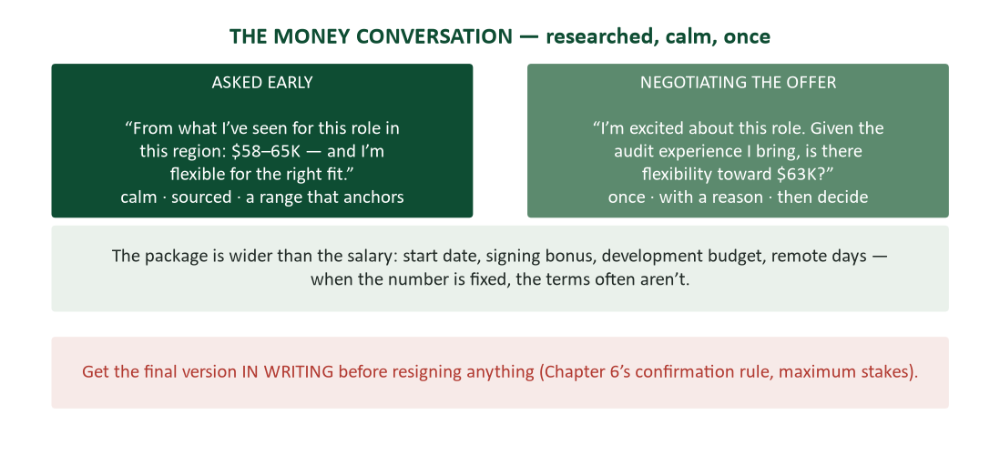 THE MONEY CONVERSATION — researched, calm, once
ASKED EARLY
“From what I’ve seen for this role in
this region: $58–65K — and I’m
flexible for the right fit.”
calm · sourced · a range that anchors
NEGOTIATING THE OFFER
“I’m excited about this role. Given the
audit experience I bring, is there
flexibility toward $63K?”
once · with a reason · then decide
The package is wider than the salary: start date, signing bonus, development budget, remote days —
when the number is fixed, the terms often aren’t.
Get the final version IN WRITING before resigning anything (Chapter 6’s confirmation rule, maximum stakes).